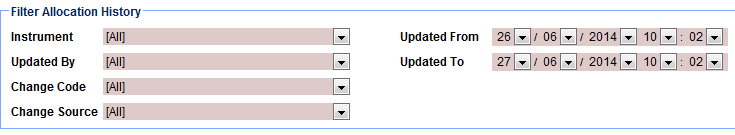 Filter Allocation History
Instrument [All] Updated From 26 / 06 / 2014 10 : 02
Updated By [All] Updated To 27 / 06 / 2014 10 : 02
Change Code [All]
Change Source [All]